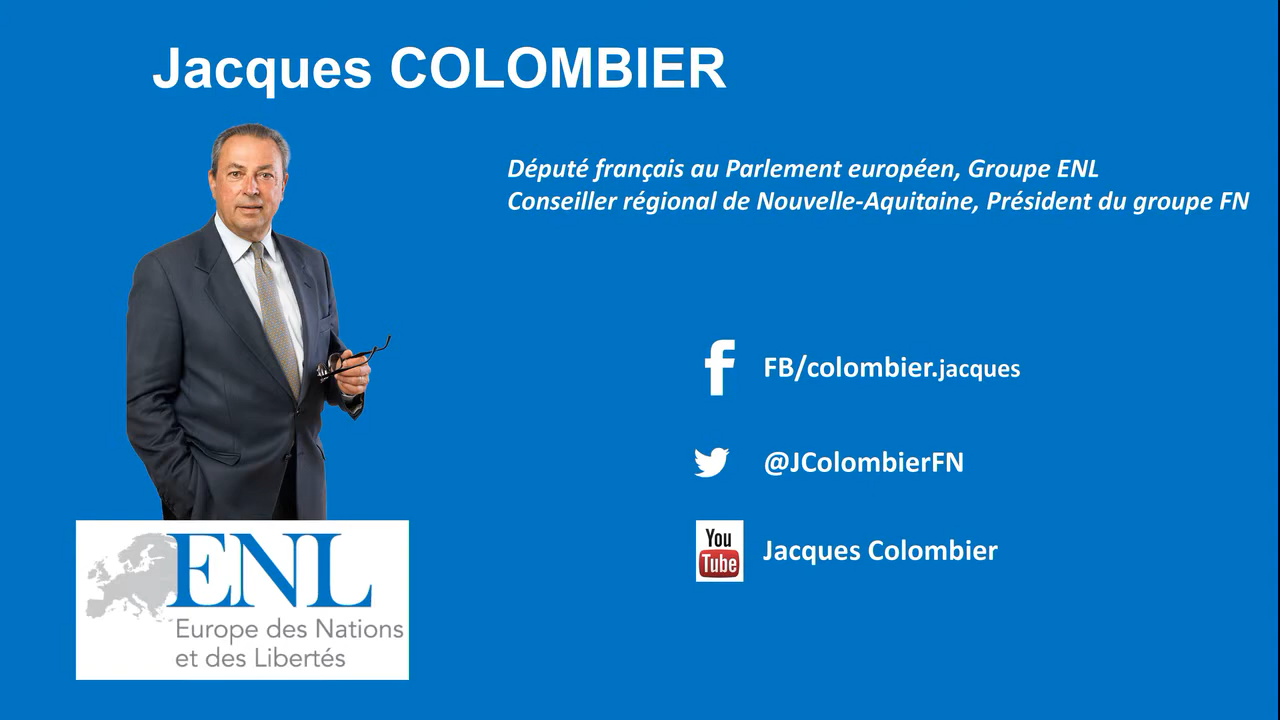 Jacques COLOMBIER
Député français au Parlement européen, Groupe ENL
Conseiller régional de Nouvelle-Aquitaine, Président du groupe FN
f FB/colombier.jacques
@JColombierFN
You
Tube
Jacques Colombier
ENL
Europe des Nations
et des Libertés